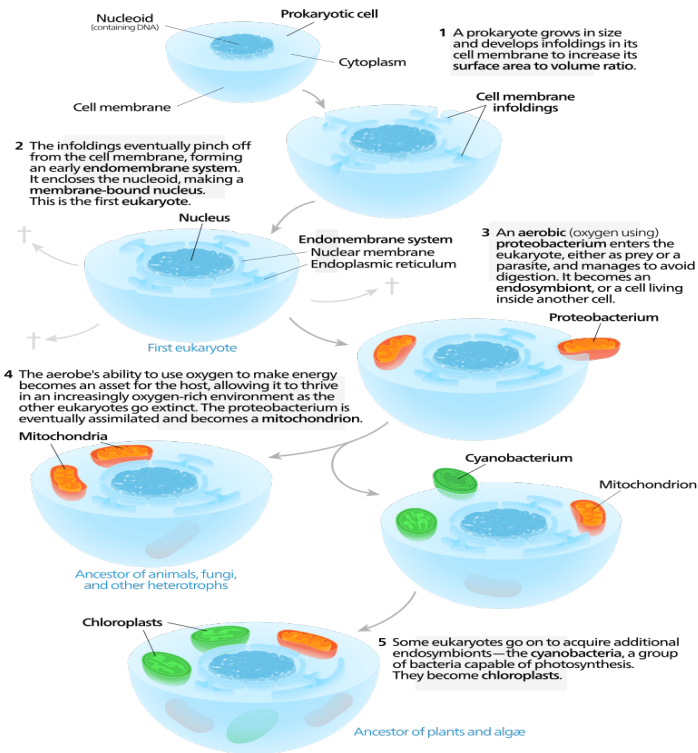 Nucleoid
(containing DNA)
Prokaryotic cell
Cytoplasm
Cell membrane
1 A prokaryote grows in size
and develops infoldings in its
cell membrane to increase its
surface area to volume ratio.
Cell membrane
infoldings
2 The infoldings eventually pinch off
from the cell membrane, forming
an early endomembrane system.
It encloses the nucleoid, making a
membrane-bound nucleus.
This is the first eukaryote.
Nucleus
Endomembrane system
Nuclear membrane
Endoplasmic reticulum
First eukaryote
3 An aerobic (oxygen using)
proteobacterium enters the
eukaryote, either as prey or a
parasite, and manages to avoid
digestion. It becomes an
endosymbiont, or a cell living
inside another cell.
Proteobacterium
4 The aerobe's ability to use oxygen to make energy
becomes an asset for the host, allowing it to thrive
in an increasingly oxygen-rich environment as the
other eukaryotes go extinct. The proteobacterium is
eventually assimilated and becomes a mitochondrion.
Mitochondria
Ancestor of animals, fungi,
and other heterotrophs
Cyanobacterium
Mitochondrion
Chloroplasts
5 Some eukaryotes go on to acquire additional
endosymbionts—the cyanobacteria, a group
of bacteria capable of photosynthesis.
They become chloroplasts.
Ancestor of plants and algæ